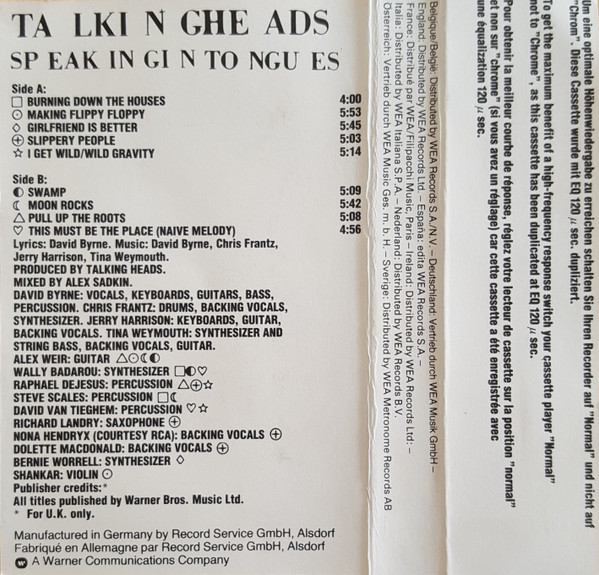 TA LKI N GHE ADS
SP EAK IN GI N TO NGU ES
Side A:
□ BURNING DOWN THE HOUSES 4:00
⊙ MAKING FLIPPY FLOPPY 5:53
◇ GIRLFRIEND IS BETTER 5:45
⊕ SLIPPERY PEOPLE 5:03
☆ I GET WILD/WILD GRAVITY 5:14
Side B:
◐ SWAMP 5:09
☾ MOON ROCKS 5:42
△ PULL UP THE ROOTS 5:08
♡ THIS MUST BE THE PLACE (NAIVE MELODY) 4:56
Lyrics: David Byrne. Music: David Byrne, Chris Frantz,
Jerry Harrison, Tina Weymouth.
PRODUCED BY TALKING HEADS.
MIXED BY ALEX SADKIN.
DAVID BYRNE: VOCALS, KEYBOARDS, GUITARS, BASS,
PERCUSSION. CHRIS FRANTZ: DRUMS, BACKING VOCALS,
SYNTHESIZER. JERRY HARRISON: KEYBOARDS, GUITAR,
BACKING VOCALS. TINA WEYMOUTH: SYNTHESIZER AND
STRING BASS, BACKING VOCALS, GUITAR.
ALEX WEIR: GUITAR △⊙☾◐
WALLY BADAROU: SYNTHESIZER □◐♡
RAPHAEL DEJESUS: PERCUSSION △⊕☆
STEVE SCALES: PERCUSSION □☾
DAVID VAN TIEGHEM: PERCUSSION ♡☆
RICHARD LANDRY: SAXOPHONE ⊕
NONA HENDRYX (COURTESY RCA): BACKING VOCALS ⊕
DOLETTE MACDONALD: BACKING VOCALS ⊕
BERNIE WORRELL: SYNTHESIZER ◇
SHANKAR: VIOLIN ⊙
Publisher credits:*
All titles published by Warner Bros. Music Ltd.
* For U.K. only.
Manufactured in Germany by Record Service GmbH, Alsdorf
Fabriqué en Allemagne par Record Service GmbH, Alsdorf
A Warner Communications Company
Belgique/België: Distributed by WEA Records S.A./N.V. – Deutschland: Vertrieb durch WEA Musik GmbH –
England: Distributed by WEA Records Ltd. – España: edita WEA Records S.A. –
France: Distribué par WEA/Filipacchi Music, Paris – Ireland: Distributed by WEA Records Ltd: –
Italia: Distributed by WEA Italiana S.P.A. – Nederland: Distributed by WEA Records B.V.
Österreich: Vertrieb durch WEA Music Ges. m. b. H. – Sverige: Distributed by WEA Metronome Records AB
Um eine optimale Höhenwiedergabe zu erreichen schalten Sie Ihren Recorder auf "Normal" und nicht auf
"Chrom". Diese Cassette wurde mit EQ 120 µ sec. dupliziert.
To get the maximum benefit of a high-frequency response switch your cassette player "Normal"
not to "Chrome", as this cassette has been duplicated at EQ 120 µ sec.
Pour obtenir la meilleur courbe de réponse, réglez votre lecteur de cassette sur la position "normal"
et non sur "chrome" (si vous avez un réglage) car cette cassette a été enregistrée avec
une équalization 120 µ sec.